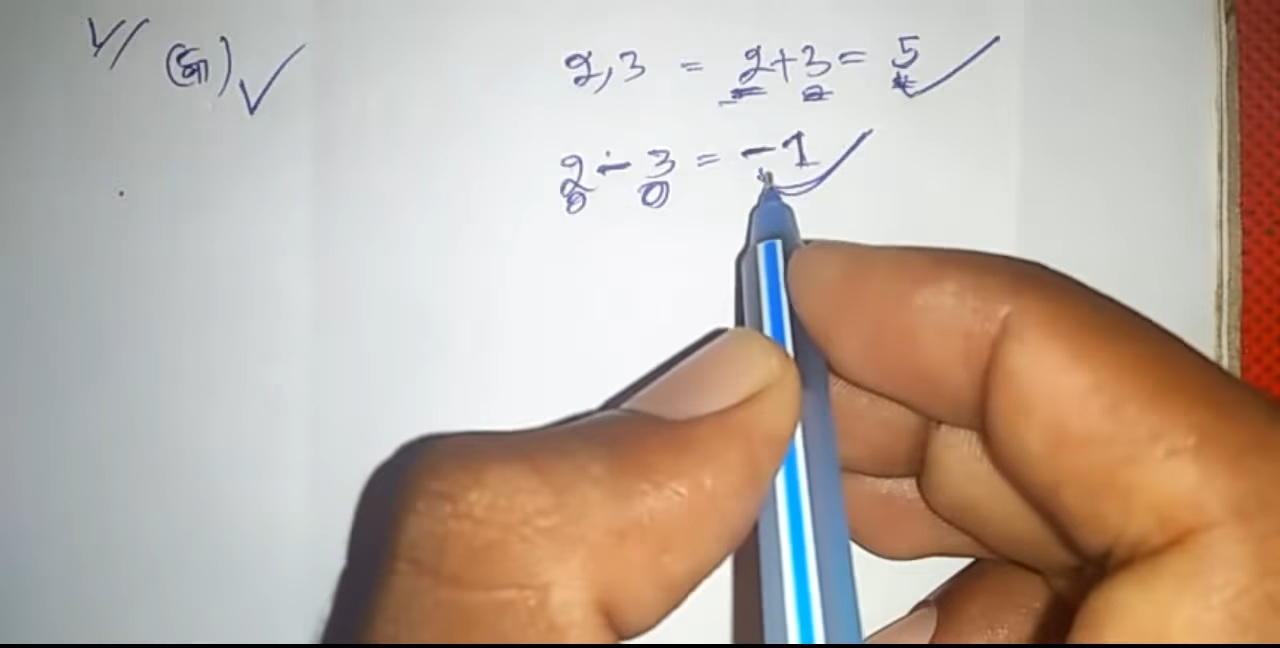 2,3 = 2+3 = 5
2 - 3 = -1